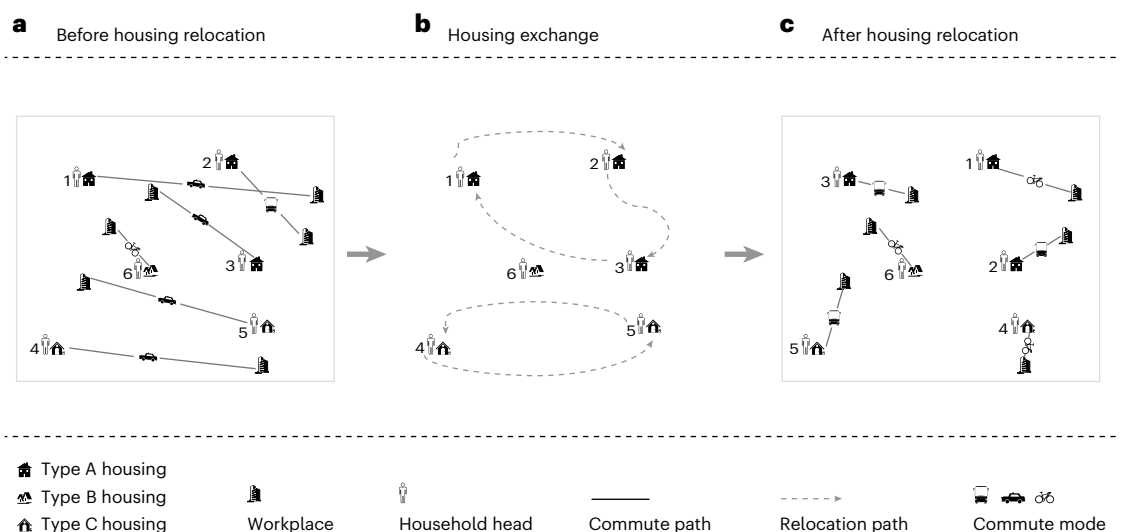 a Before housing relocation
b Housing exchange
c After housing relocation
1
2
3
6
5
4
1
2
3
6
5
4
3
1
6
2
5
4
Type A housing
Type B housing
Type C housing
Workplace
Household head
Commute path
Relocation path
Commute mode